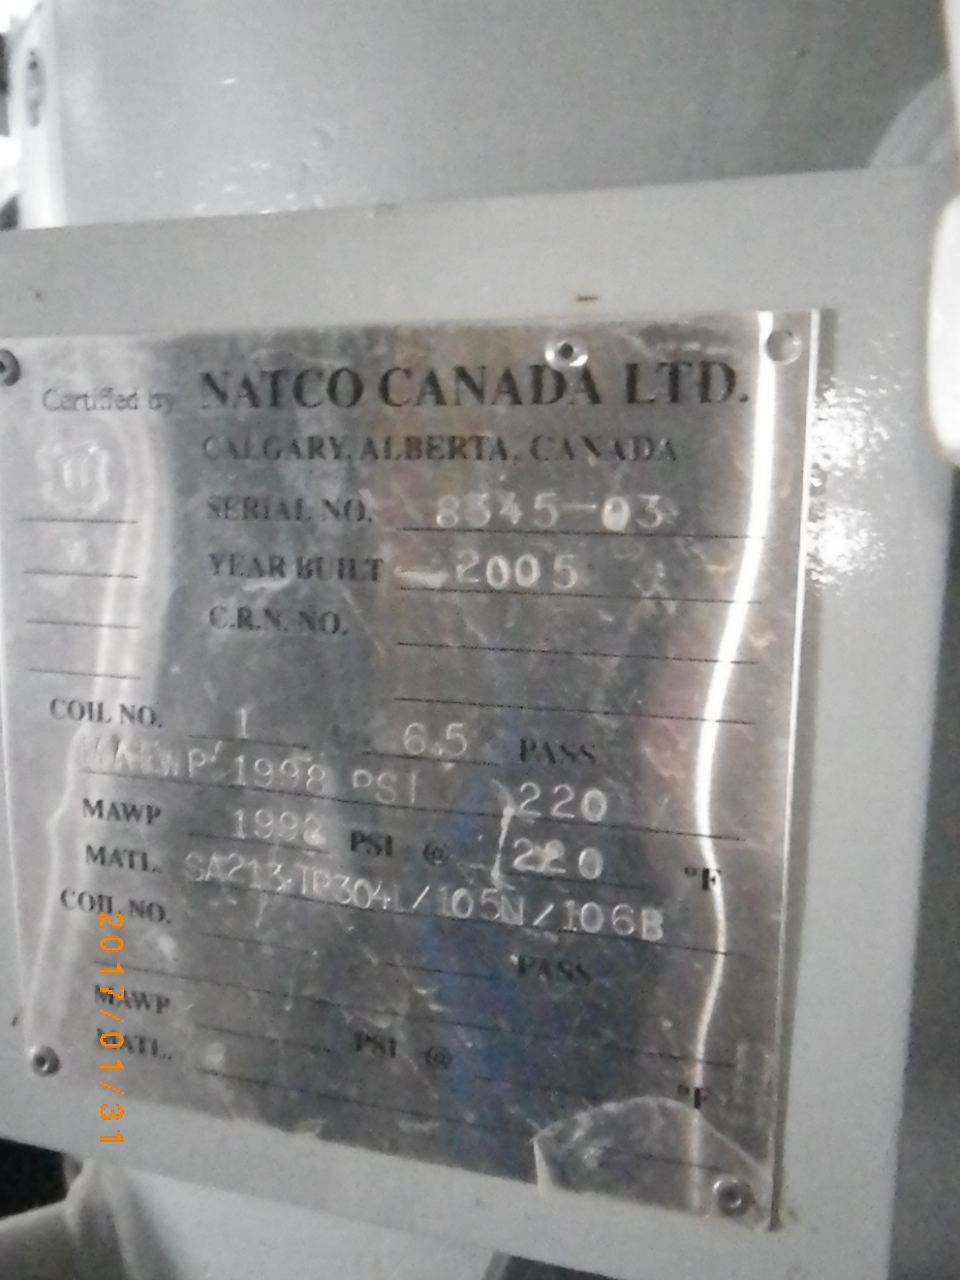 Certified by NATCO CANADA LTD.
CALGARY, ALBERTA, CANADA
U
SERIAL NO. 8345-03
YEAR BUILT 2005
C.R.N. NO.
COIL NO. 1 6.5 PASS
1998 PSI 220
MAWP 1998 PSI @ 220 °F
MATL. SA213-TP304L/105N/106B
COIL NO. PASS
MAWP PSI @ °F
MATL.
2017/01/31